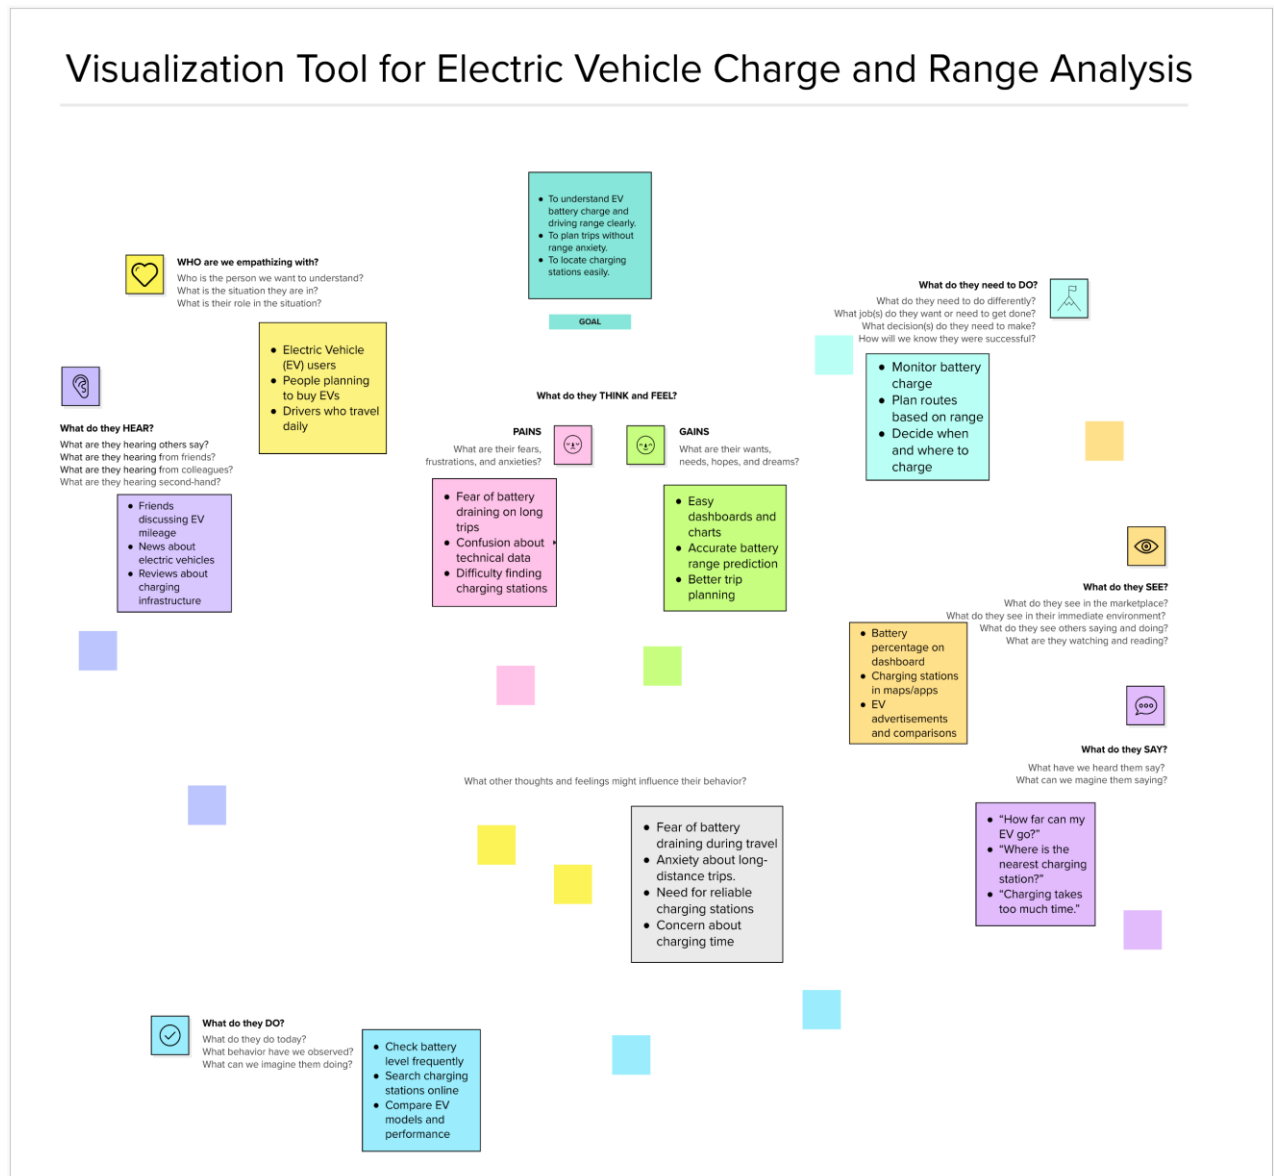 Visualization Tool for Electric Vehicle Charge and Range Analysis
• To understand EV
battery charge and
driving range clearly.
• To plan trips without
range anxiety.
• To locate charging
stations easily.
GOAL
WHO are we empathizing with?
Who is the person we want to understand?
What is the situation they are in?
What is their role in the situation?
• Electric Vehicle
(EV) users
• People planning
to buy EVs
• Drivers who travel
daily
What do they need to DO?
What do they need to do differently?
What job(s) do they want or need to get done?
What decision(s) do they need to make?
How will we know they were successful?
• Monitor battery
charge
• Plan routes
based on range
• Decide when
and where to
charge
What do they HEAR?
What are they hearing others say?
What are they hearing from friends?
What are they hearing from colleagues?
What are they hearing second-hand?
• Friends
discussing EV
mileage
• News about
electric vehicles
• Reviews about
charging
infrastructure
What do they THINK and FEEL?
PAINS
What are their fears,
frustrations, and anxieties?
• Fear of battery
draining on long
trips
• Confusion about
technical data
• Difficulty finding
charging stations
GAINS
What are their wants,
needs, hopes, and dreams?
• Easy
dashboards and
charts
• Accurate battery
range prediction
• Better trip
planning
What do they SEE?
What do they see in the marketplace?
What do they see in their immediate environment?
What do they see others saying and doing?
What are they watching and reading?
• Battery
percentage on
dashboard
• Charging stations
in maps/apps
• EV
advertisements
and comparisons
What do they SAY?
What have we heard them say?
What can we magine them saying?
• “How far can my
EV go?”
• “Where is the
nearest charging
station?”
• “Charging takes
too much time.”
What other thoughts and feelings might influence their behavior?
• Fear of battery
draining during travel
• Anxiety about long-
distance trips.
• Need for reliable
charging stations
• Concern about
charging time
What do they DO?
What do they do today?
What behavior have we observed?
What can we imagine them doing?
• Check battery
level frequently
• Search charging
stations online
• Compare EV
models and
performance